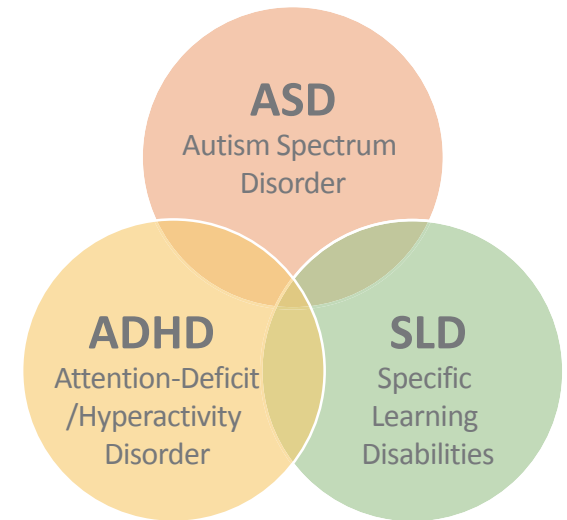 ASD
Autism Spectrum
Disorder
ADHD
Attention-Deficit
/Hyperactivity
Disorder
SLD
Specific
Learning
Disabilities